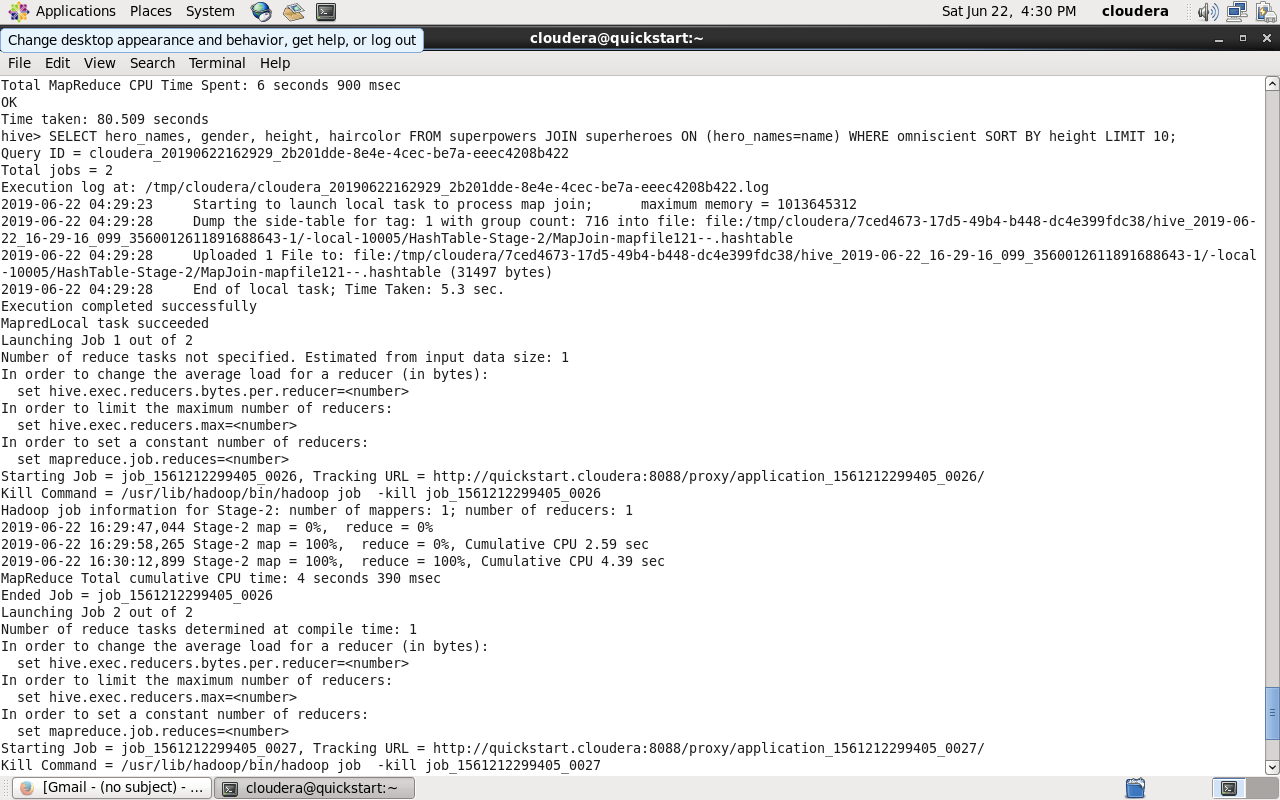 Applications Places System Sat Jun 22, 4:30 PM cloudera
Change desktop appearance and behavior, get help, or log out
cloudera@quickstart:~
File Edit View Search Terminal Help
Total MapReduce CPU Time Spent: 6 seconds 900 msec
OK
Time taken: 80.509 seconds
hive> SELECT hero_names, gender, height, haircolor FROM superpowers JOIN superheroes ON (hero_names=name) WHERE omniscient SORT BY height LIMIT 10;
Query ID = cloudera_20190622162929_2b201dde-8e4e-4cec-be7a-eeec4208b422
Total jobs = 2
Execution log at: /tmp/cloudera/cloudera_20190622162929_2b201dde-8e4e-4cec-be7a-eeec4208b422.log
2019-06-22 04:29:23 Starting to launch local task to process map join; maximum memory = 1013645312
2019-06-22 04:29:28 Dump the side-table for tag: 1 with group count: 716 into file: file:/tmp/cloudera/7ced4673-17d5-49b4-b448-dc4e399fdc38/hive_2019-06-
22_16-29-16_099_3560012611891688643-1/-local-10005/HashTable-Stage-2/MapJoin-mapfile121--.hashtable
2019-06-22 04:29:28 Uploaded 1 File to: file:/tmp/cloudera/7ced4673-17d5-49b4-b448-dc4e399fdc38/hive_2019-06-22_16-29-16_099_3560012611891688643-1/-local
-10005/HashTable-Stage-2/MapJoin-mapfile121--.hashtable (31497 bytes)
2019-06-22 04:29:28 End of local task; Time Taken: 5.3 sec.
Execution completed successfully
MapredLocal task succeeded
Launching Job 1 out of 2
Number of reduce tasks not specified. Estimated from input data size: 1
In order to change the average load for a reducer (in bytes):
set hive.exec.reducers.bytes.per.reducer=<number>
In order to limit the maximum number of reducers:
set hive.exec.reducers.max=<number>
In order to set a constant number of reducers:
set mapreduce.job.reduces=<number>
Starting Job = job_1561212299405_0026, Tracking URL = http://quickstart.cloudera:8088/proxy/application_1561212299405_0026/
Kill Command = /usr/lib/hadoop/bin/hadoop job -kill job_1561212299405_0026
Hadoop job information for Stage-2: number of mappers: 1; number of reducers: 1
2019-06-22 16:29:47,044 Stage-2 map = 0%, reduce = 0%
2019-06-22 16:29:58,265 Stage-2 map = 100%, reduce = 0%, Cumulative CPU 2.59 sec
2019-06-22 16:30:12,899 Stage-2 map = 100%, reduce = 100%, Cumulative CPU 4.39 sec
MapReduce Total cumulative CPU time: 4 seconds 390 msec
Ended Job = job_1561212299405_0026
Launching Job 2 out of 2
Number of reduce tasks determined at compile time: 1
In order to change the average load for a reducer (in bytes):
set hive.exec.reducers.bytes.per.reducer=<number>
In order to limit the maximum number of reducers:
set hive.exec.reducers.max=<number>
In order to set a constant number of reducers:
set mapreduce.job.reduces=<number>
Starting Job = job_1561212299405_0027, Tracking URL = http://quickstart.cloudera:8088/proxy/application_1561212299405_0027/
Kill Command = /usr/lib/hadoop/bin/hadoop job -kill job_1561212299405_0027
[Gmail - (no subject) - ... cloudera@quickstart:~